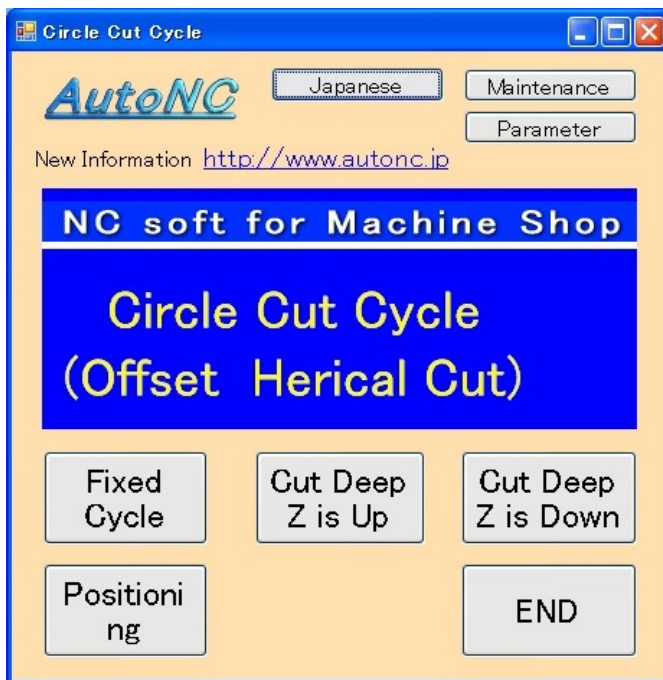 Circle Cut Cycle
AutoNC
Japanese
Maintenance
Parameter
New Information http://www.autonc.jp
NC soft for Machine Shop
Circle Cut Cycle
(Offset Herical Cut)
Fixed
Cycle
Cut Deep
Z is Up
Cut Deep
Z is Down
Positioni
ng
END